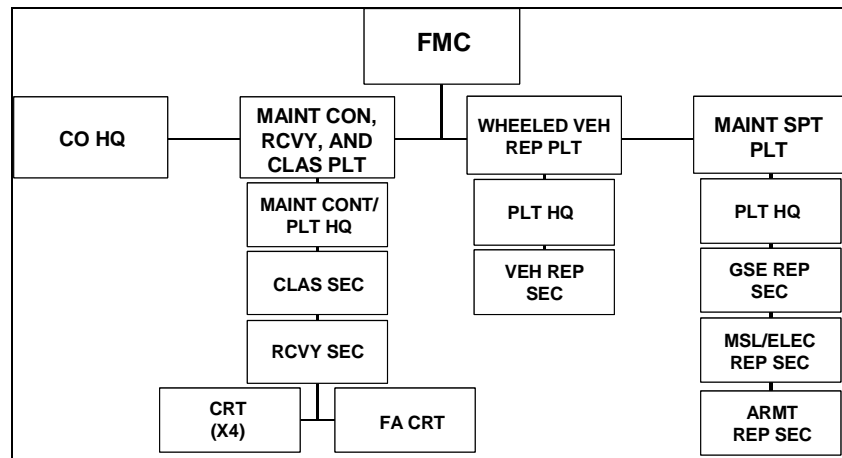 FMC
CO HQ
MAINT CON,
RCVY, AND
CLAS PLT
WHEELED VEH
REP PLT
MAINT SPT
PLT
MAINT CONT/
PLT HQ
CLAS SEC
RCVY SEC
CRT
(X4)
FA CRT
PLT HQ
VEH REP
SEC
PLT HQ
GSE REP
SEC
MSL/ELEC
REP SEC
ARMT
REP SEC